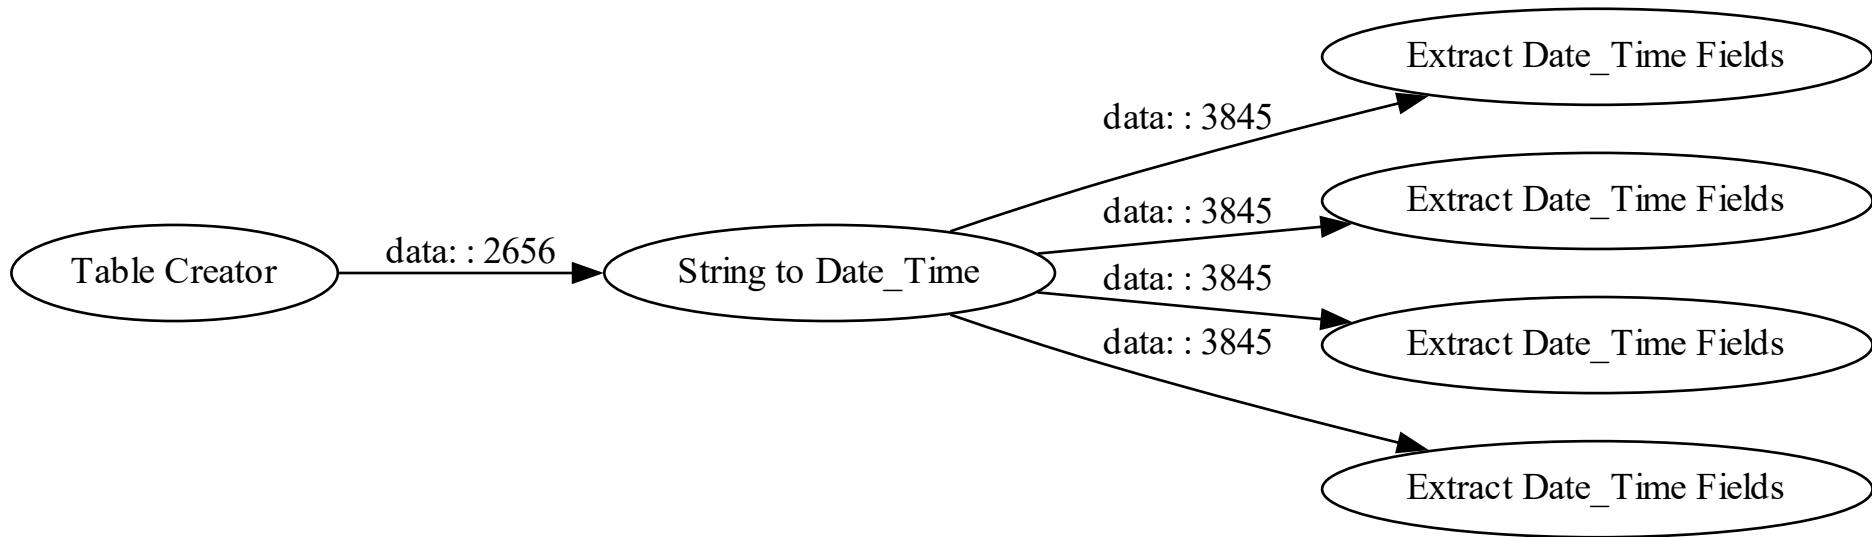 Extract Date_Time Fields
data: : 3845
Extract Date_Time Fields
data: : 3845
Table Creator
data: : 2656
String to Date_Time
data: : 3845
Extract Date_Time Fields
data: : 3845
Extract Date_Time Fields